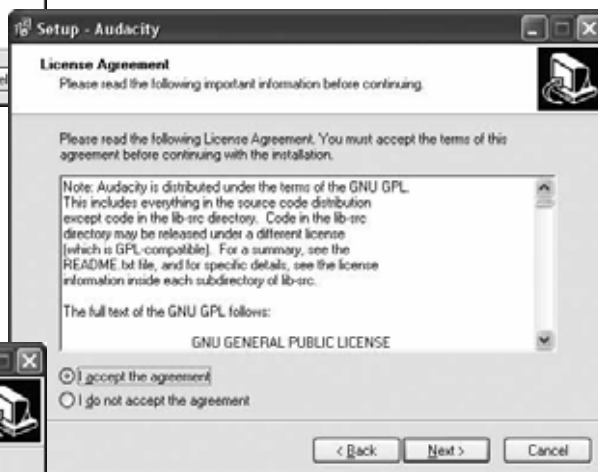 Setup - Audacity
License Agreement
Please read the following important information before continuing.
Please read the following License Agreement. You must accept the terms of this
agreement before continuing with the installation.
Note: Audacity is distributed under the terms of the GNU GPL.
This includes everything in the source code distribution
except code in the lib-src directory.  Code in the lib-src
directory may be released under a different license
(which is GPL-compatible).  For a summary, see the
README.txt file, and for specific details, see the license
information inside each subdirectory of lib-src.
The full text of the GNU GPL follows:
GNU GENERAL PUBLIC LICENSE
I accept the agreement
I do not accept the agreement
< Back
Next >
Cancel